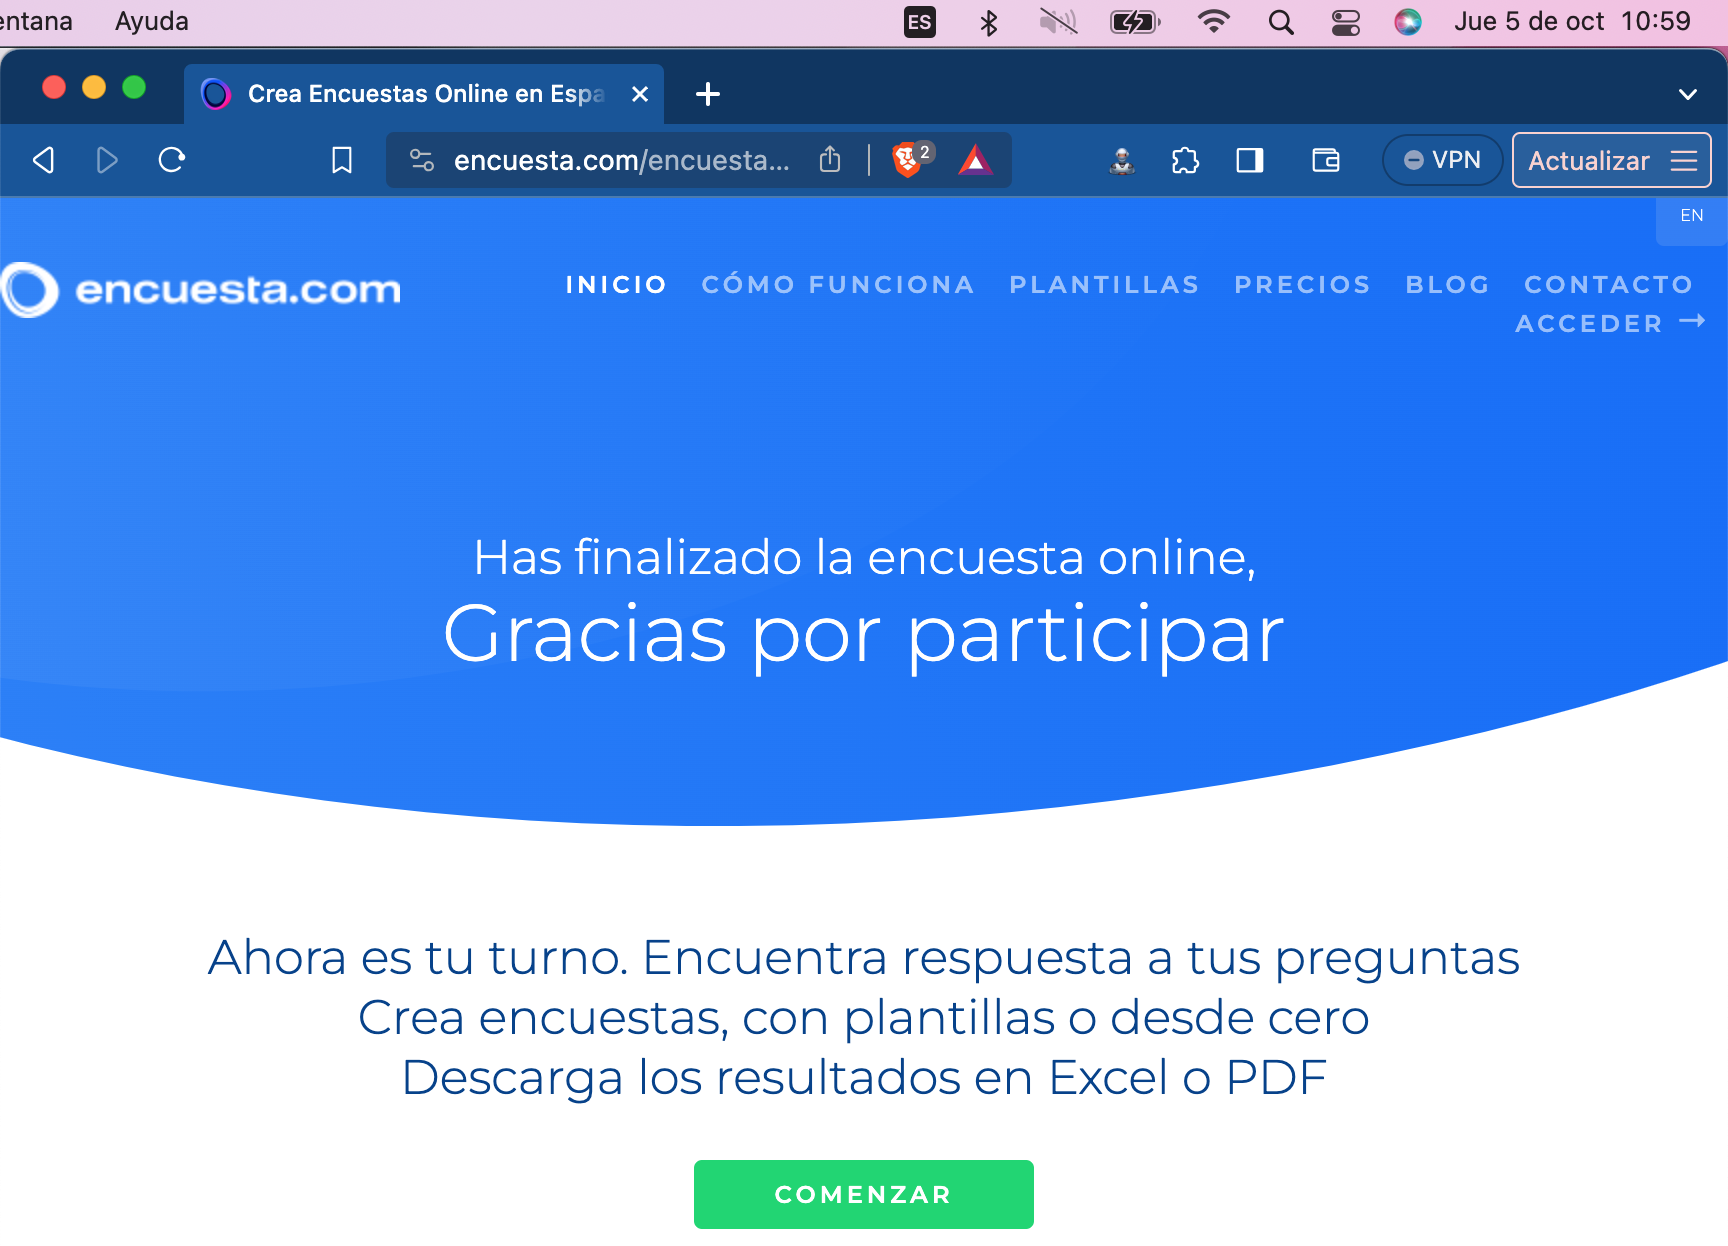 entana Ayuda ES Jue 5 de oct 10:59
Crea Encuestas Online en Espa
encuesta.com/encuesta... 2 VPN Actualizar
EN
encuesta.com INICIO CÓMO FUNCIONA PLANTILLAS PRECIOS BLOG CONTACTO
ACCEDER →
Has finalizado la encuesta online,
Gracias por participar
Ahora es tu turno. Encuentra respuesta a tus preguntas
Crea encuestas, con plantillas o desde cero
Descarga los resultados en Excel o PDF
COMENZAR